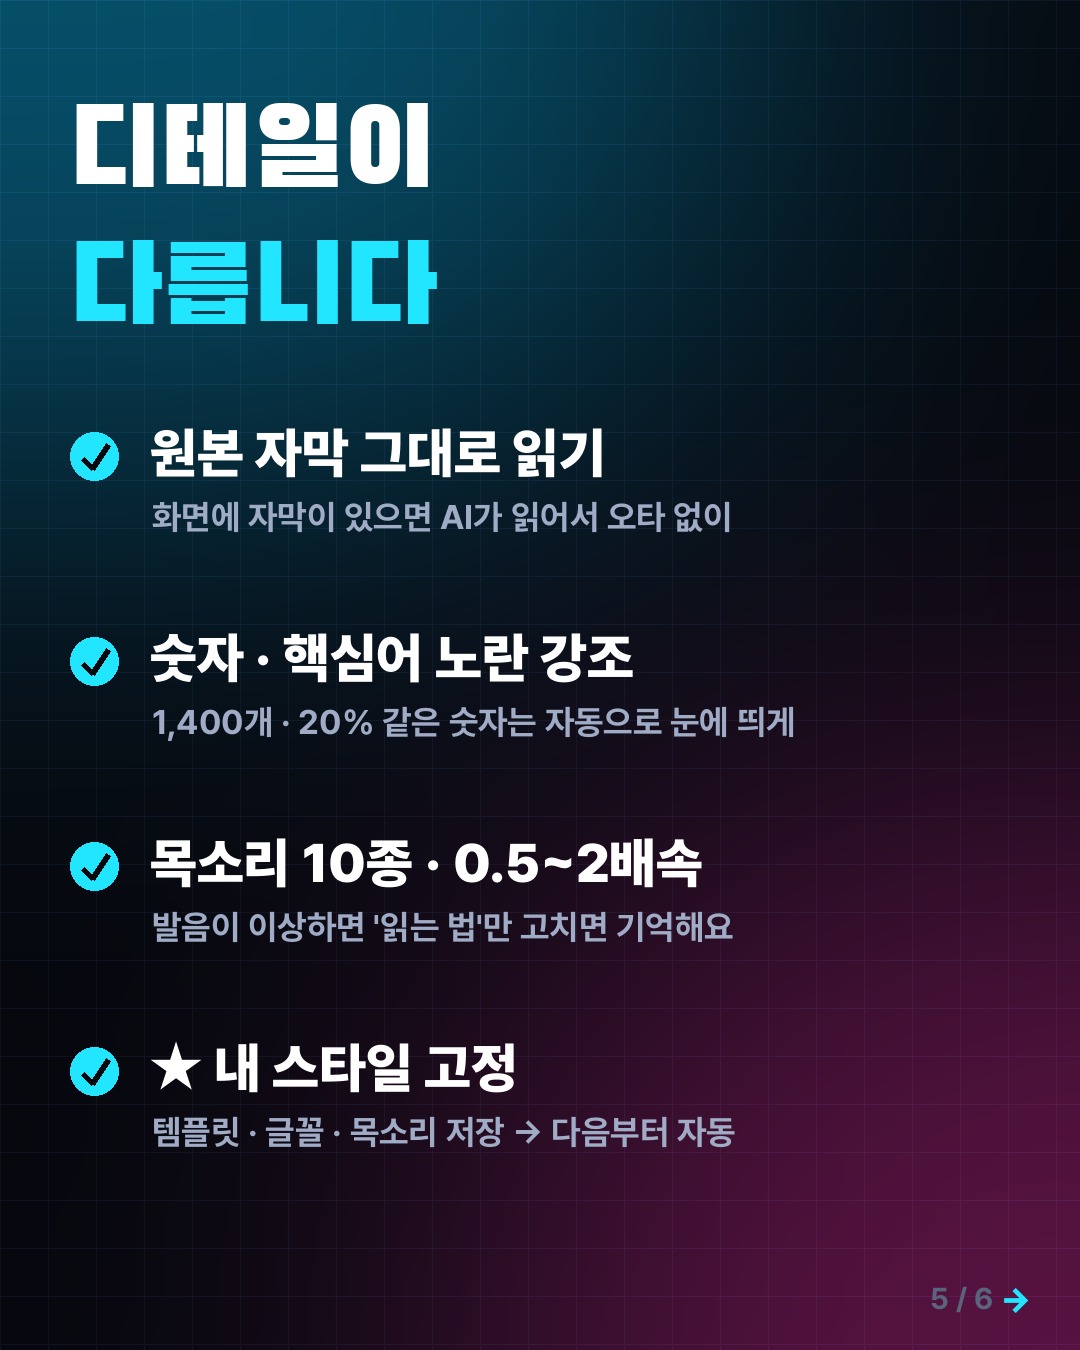 디테일이
다릅니다
원본 자막 그대로 읽기
화면에 자막이 있으면 AI가 읽어서 오타 없이
숫자 · 핵심어 노란 강조
1,400개 · 20% 같은 숫자는 자동으로 눈에 띄게
목소리 10종 · 0.5~2배속
발음이 이상하면 '읽는 법'만 고치면 기억해요
★ 내 스타일 고정
템플릿 · 글꼴 · 목소리 저장 → 다음부터 자동
5 / 6 →